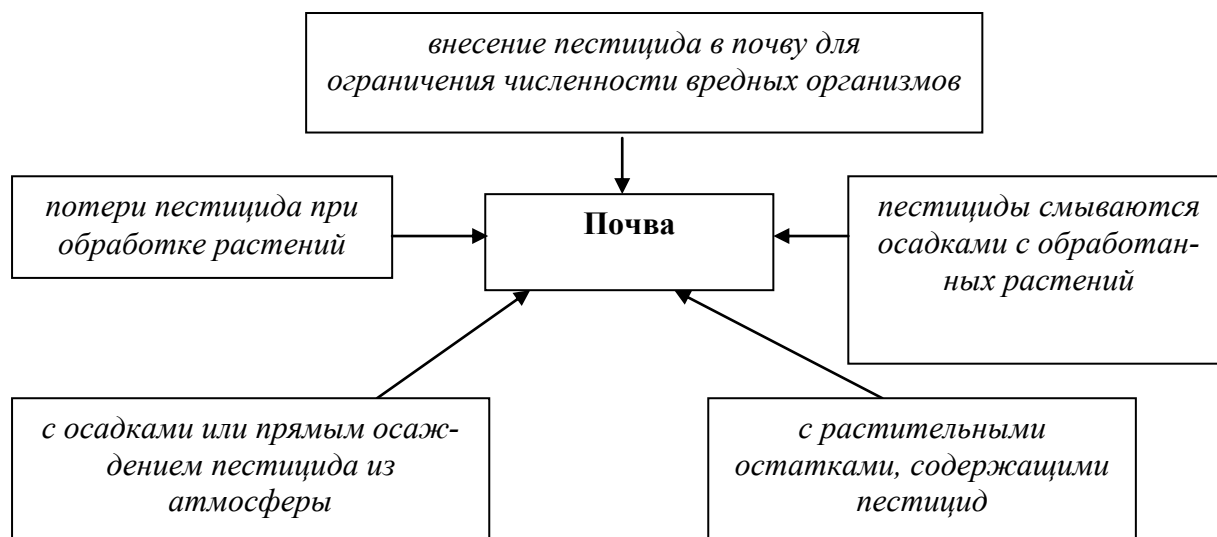 внесение пестицида в почву для
ограничения численности вредных организмов
потери пестицида при
обработке растений
Почва
пестициды смываются
осадками с обработан-
ных растений
с осадками или прямым осаж-
дением пестицида из
атмосферы
с растительными
остатками, содержащими
пестицид